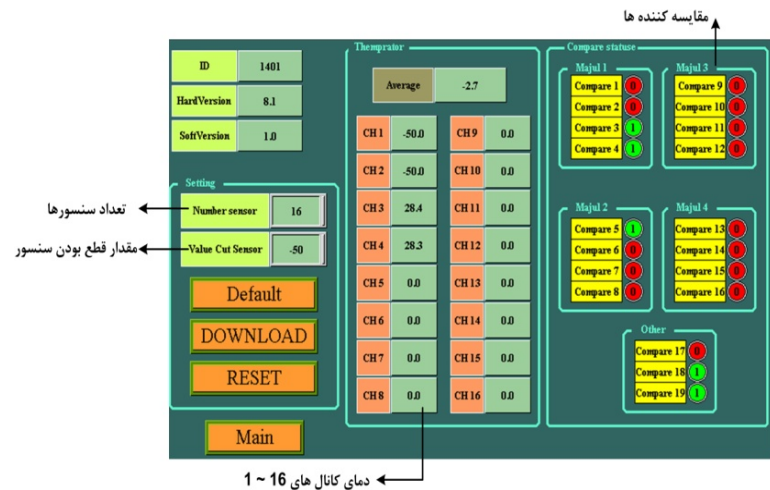 مقایسه کننده ها
ID 1401
HardVersion 8.1
SoftVersion 1.0
Setting
تعداد سنسورها
Number sensor 16
مقدار قطع بودن سنسور
Value Cut Sensor -50
Default
DOWNLOAD
RESET
Main
Themprator
Average -2.7
CH 1 -50.0 CH 9 0.0
CH 2 -50.0 CH 10 0.0
CH 3 28.4 CH 11 0.0
CH 4 28.3 CH 12 0.0
CH 5 0.0 CH 13 0.0
CH 6 0.0 CH 14 0.0
CH 7 0.0 CH 15 0.0
CH 8 0.0 CH 16 0.0
دمای کانال های 16 ~ 1
Compare statuse
Majul 1
Compare 1 0
Compare 2 0
Compare 3 1
Compare 4 1
Majul 3
Compare 9 0
Compare 10 0
Compare 11 0
Compare 12 0
Majul 2
Compare 5 1
Compare 6 0
Compare 7 0
Compare 8 0
Majul 4
Compare 13 0
Compare 14 0
Compare 15 0
Compare 16 0
Other
Compare 17 0
Compare 18 1
Compare 19 1